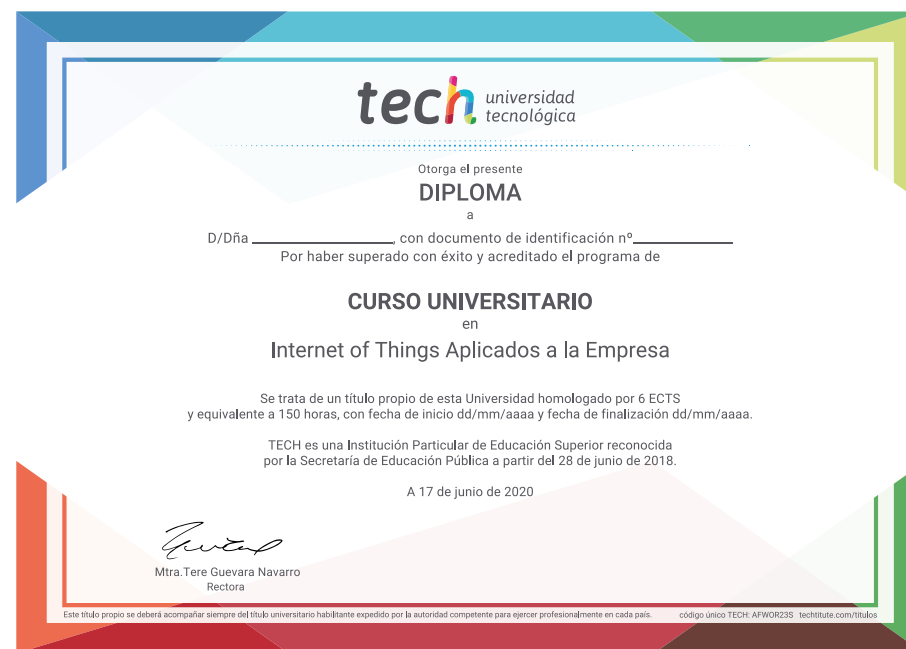 tech universidad
tecnológica
Otorga el presente
DIPLOMA
a
D/Dña ____________________, con documento de identificación nº______________
Por haber superado con éxito y acreditado el programa de
CURSO UNIVERSITARIO
en
Internet of Things Aplicados a la Empresa
Se trata de un título propio de esta Universidad homologado por 6 ECTS
y equivalente a 150 horas, con fecha de inicio dd/mm/aaaa y fecha de finalización dd/mm/aaaa.
TECH es una Institución Particular de Educación Superior reconocida
por la Secretaría de Educación Pública a partir del 28 de junio de 2018.
A 17 de junio de 2020
Mtra.Tere Guevara Navarro
Rectora
Este título propio se deberá acompañar siempre del título universitario habilitante expedido por la autoridad competente para ejercer profesionalmente en cada país. código único TECH: AFWOR23S techtitute.com/titulos